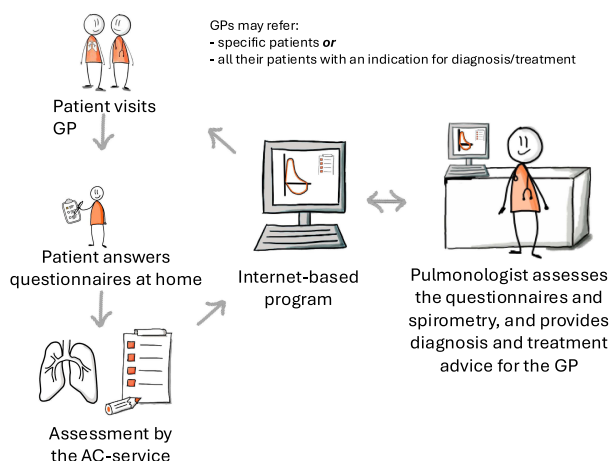 GPs may refer:
- specific patients or
- all their patients with an indication for diagnosis/treatment
Patient visits
GP
Patient answers
questionnaires at home
Internet-based
program
Pulmonologist assesses
the questionnaires and
spirometry, and provides
diagnosis and treatment
advice for the GP
Assessment by
the AC-service